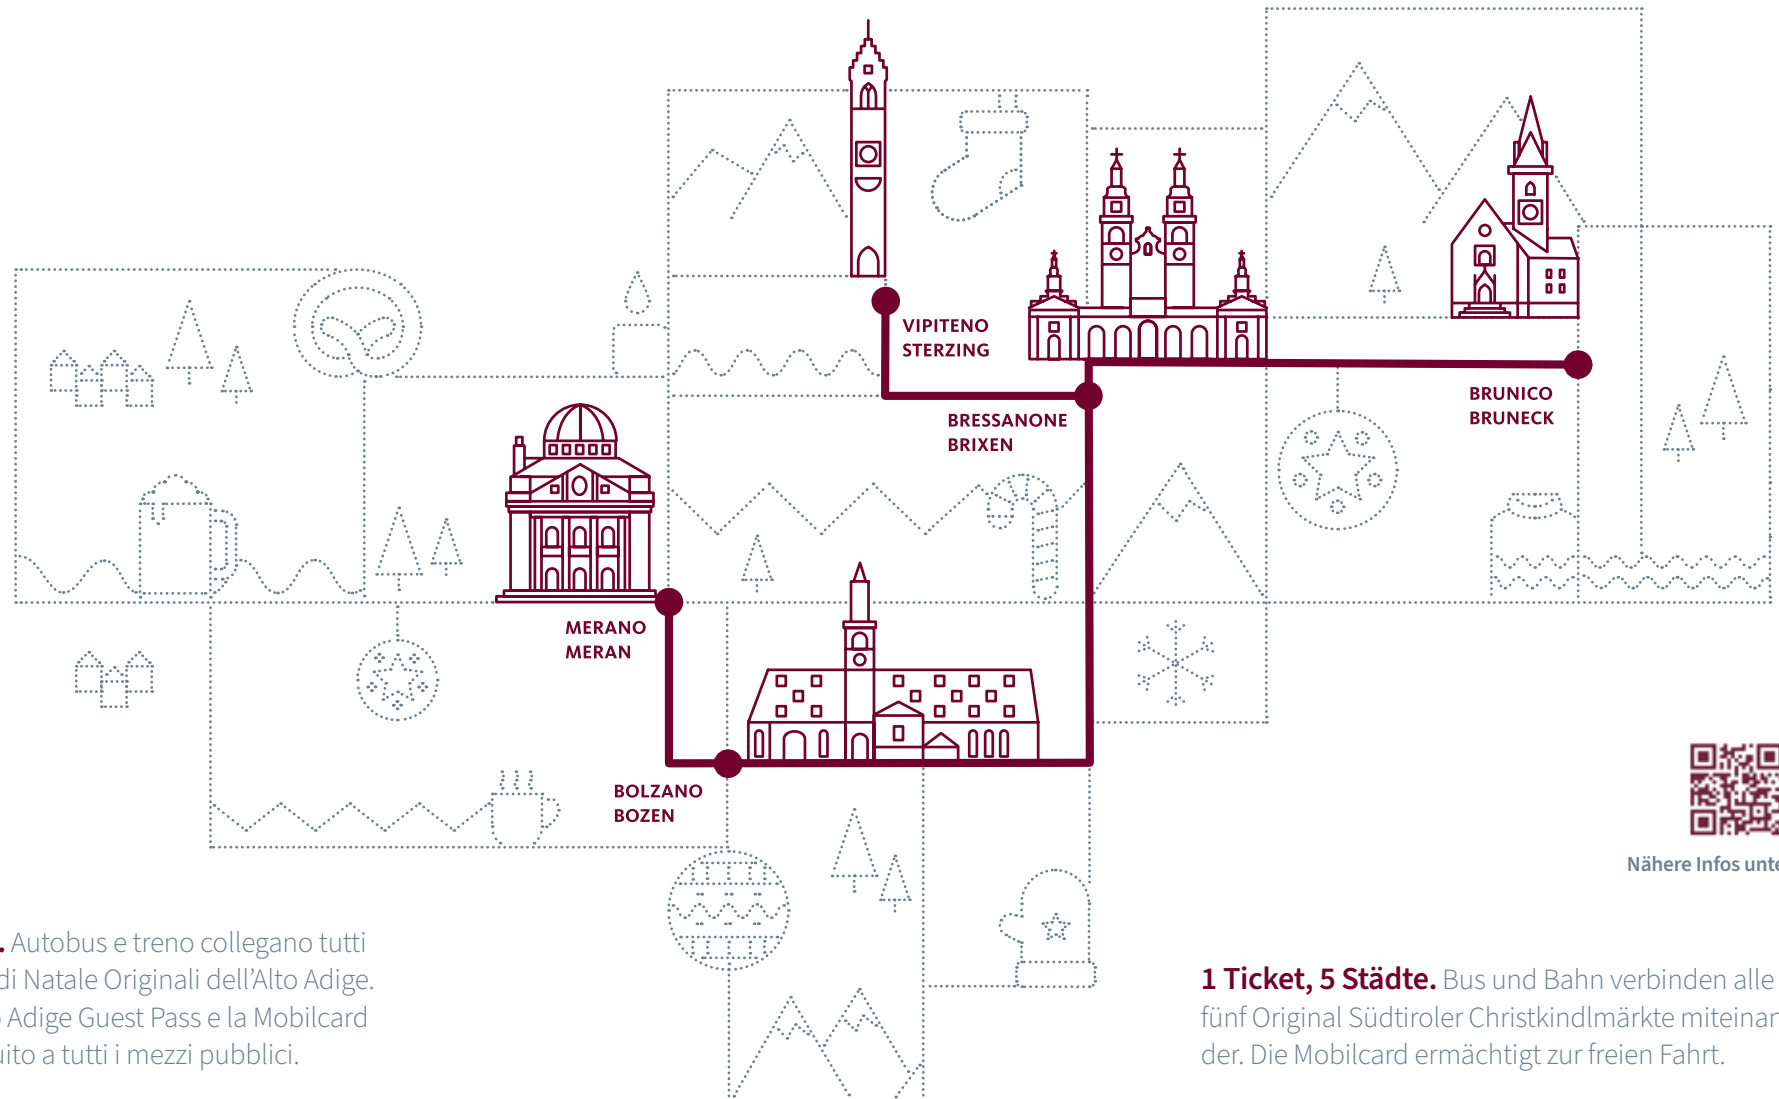 VIPITENO
STERZING
BRESSANONE
BRIXEN
BRUNICO
BRUNECK
MERANO
MERAN
BOLZANO
BOZEN
Nähere Infos unte
. Autobus e treno collegano tutti
di Natale Originali dell’Alto Adige.
Adige Guest Pass e la Mobilcard
uito a tutti i mezzi pubblici.
1 Ticket, 5 Städte. Bus und Bahn verbinden alle
fünf Original Südtiroler Christkindlmärkte miteinan
der. Die Mobilcard ermächtigt zur freien Fahrt.